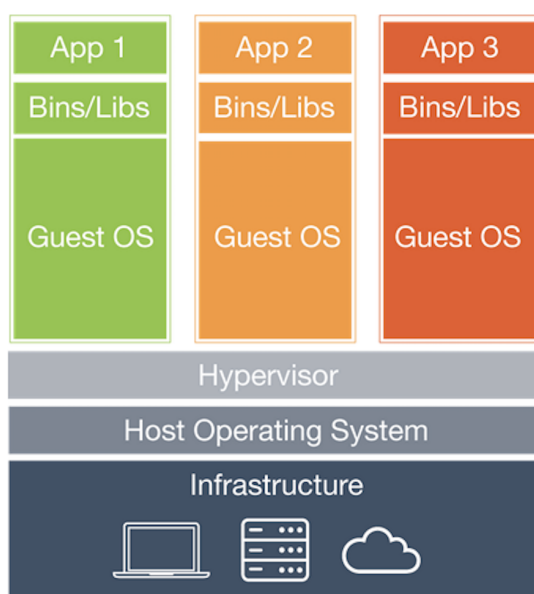 App 1
App 2
App 3
Bins/Libs
Bins/Libs
Bins/Libs
Guest OS
Guest OS
Guest OS
Hypervisor
Host Operating System
Infrastructure